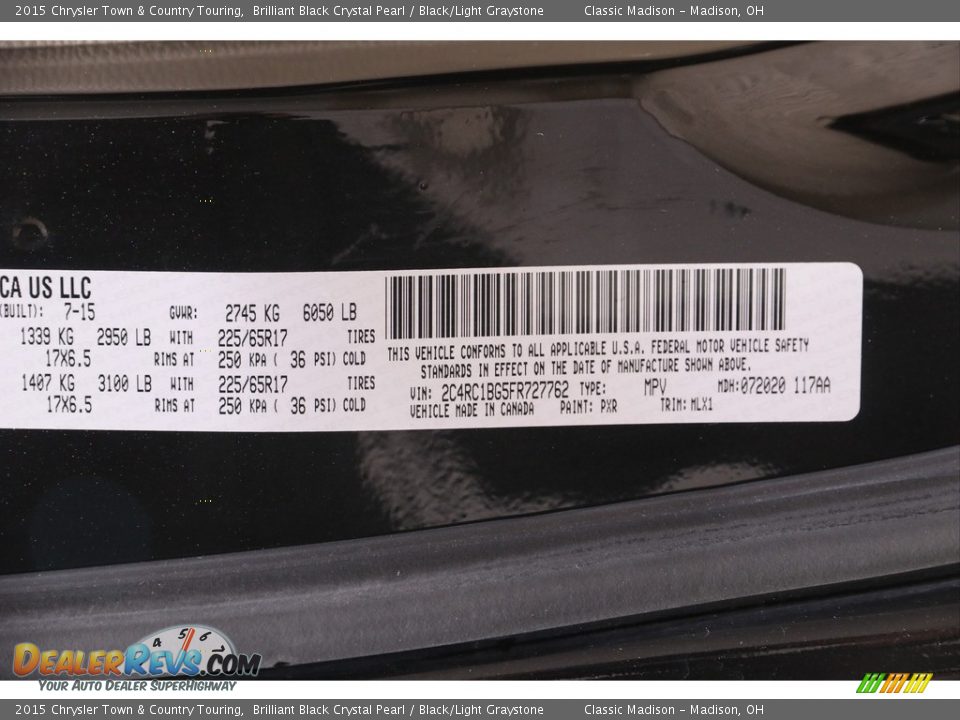 2015 Chrysler Town & Country Touring,  Brilliant Black Crystal Pearl / Black/Light Graystone        Classic Madison – Madison, OH
CA US LLC
(BUILT): 7-15 GVWR: 2745 KG 6050 LB
1339 KG 2950 LB WITH 225/65R17 TIRES
17X6.5 RIMS AT 250 KPA ( 36 PSI) COLD
1407 KG 3100 LB WITH 225/65R17 TIRES
17X6.5 RIMS AT 250 KPA ( 36 PSI) COLD
THIS VEHICLE CONFORMS TO ALL APPLICABLE U.S.A. FEDERAL MOTOR VEHICLE SAFETY
STANDARDS IN EFFECT ON THE DATE OF MANUFACTURE SHOWN ABOVE.
VIN: 2C4RC1BG5FR727762 TYPE: MPV MDH:072020 117AA
VEHICLE MADE IN CANADA PAINT: PXR TRIM: MLX1
4 5 6
DEALERREVS.COM
YOUR AUTO DEALER SUPERHIGHWAY
2015 Chrysler Town & Country Touring,  Brilliant Black Crystal Pearl / Black/Light Graystone        Classic Madison – Madison, OH